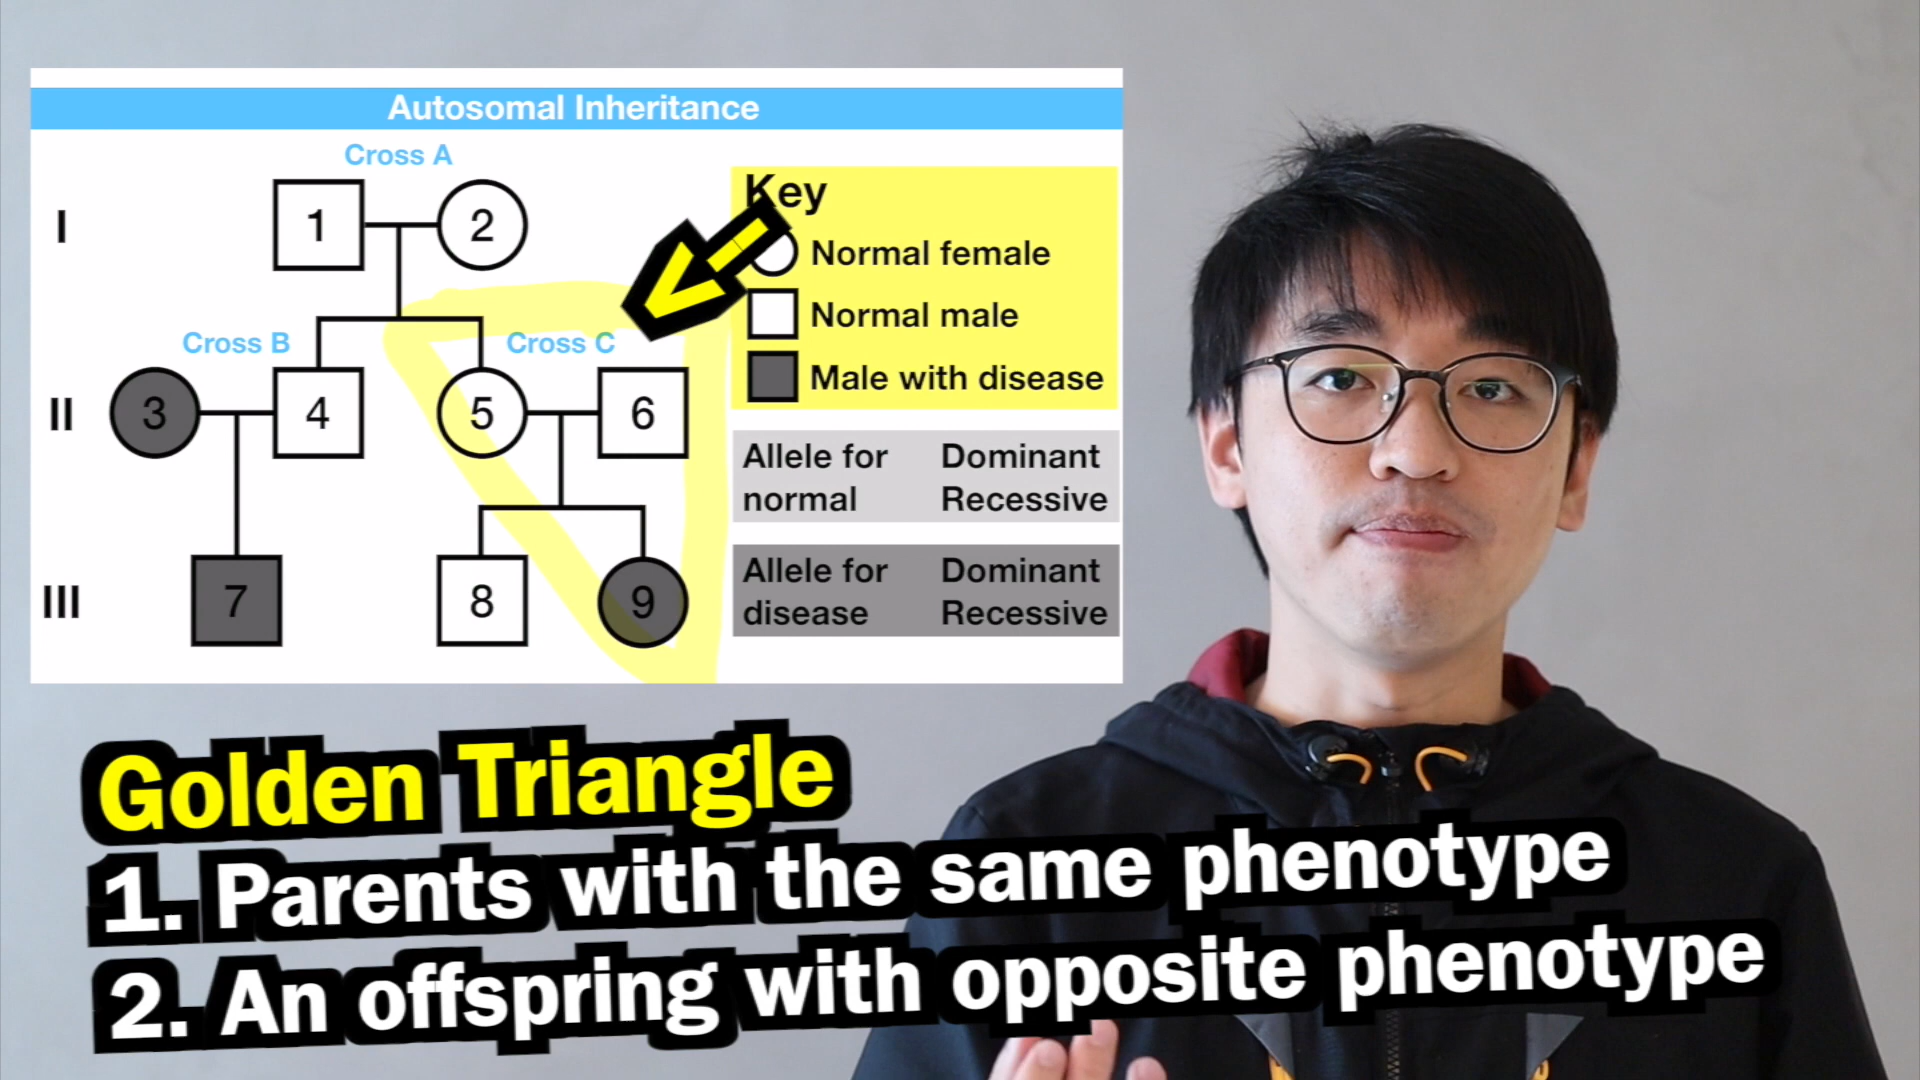 Autosomal Inheritance
Cross A
I
1
2
Key
Normal female
Normal male
Male with disease
Cross B
Cross C
II
3
4
5
6
Allele for normal
Dominant
Recessive
III
7
8
9
Allele for disease
Dominant
Recessive
Golden Triangle
1. Parents with the same phenotype
2. An offspring with opposite phenotype